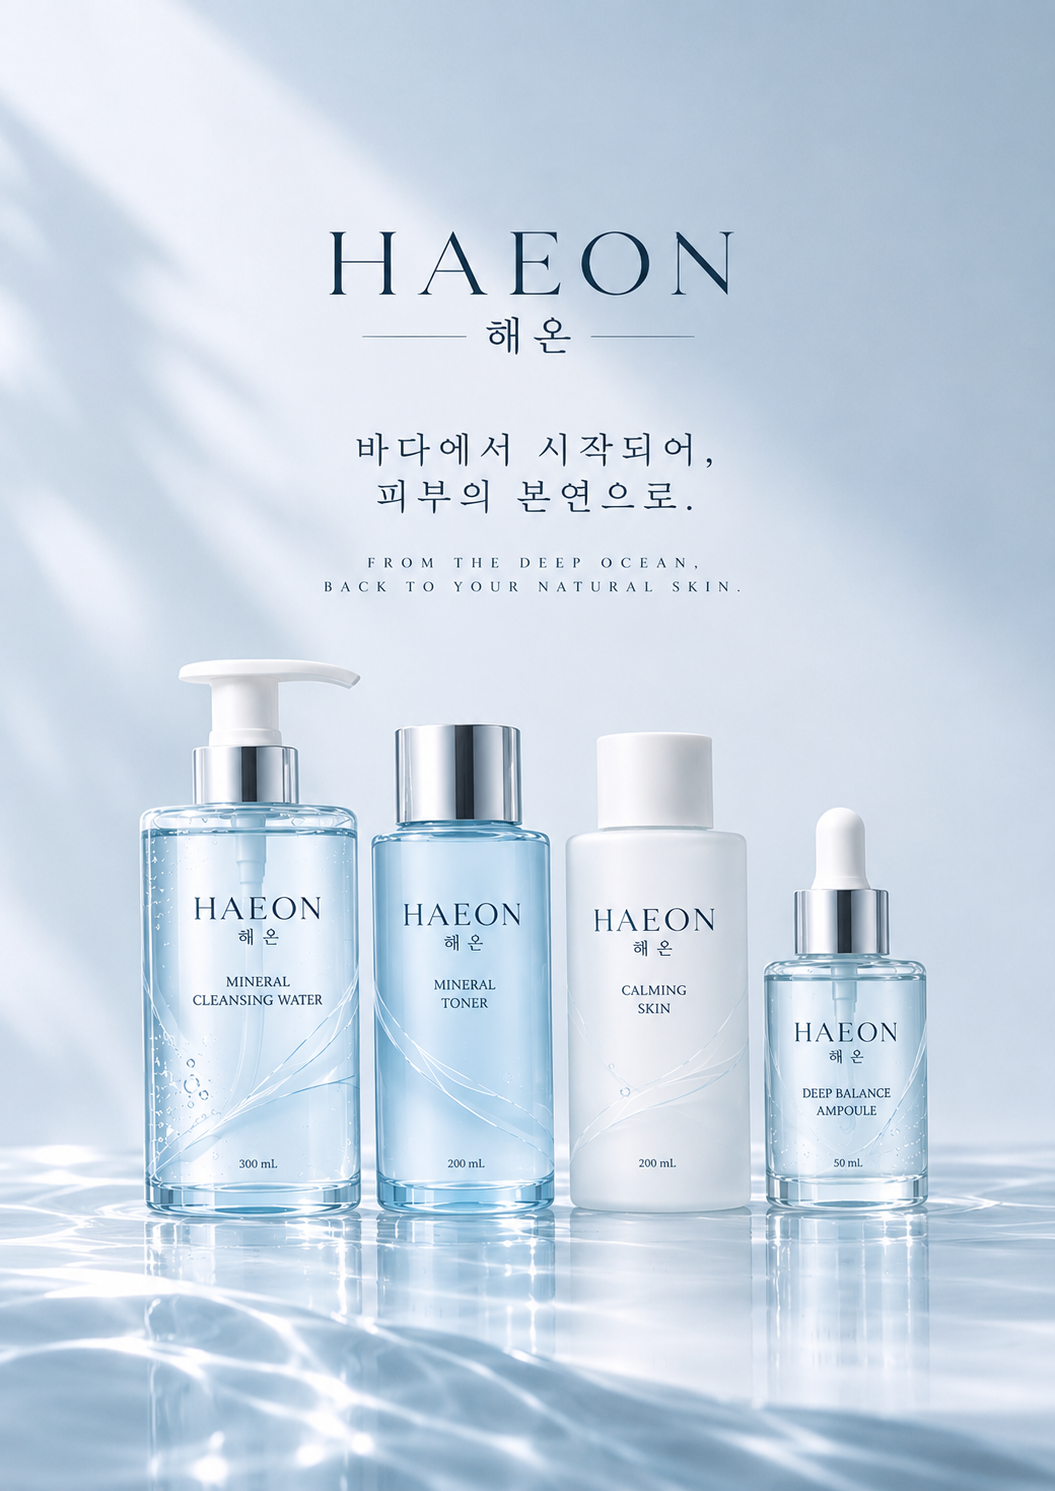 HAEON
해온
바다에서 시작되어,
피부의 본연으로.
FROM THE DEEP OCEAN,
BACK TO YOUR NATURAL SKIN.
HAEON
해온
MINERAL
CLEANSING WATER
300 mL
HAEON
해온
MINERAL
TONER
200 mL
HAEON
해온
CALMING
SKIN
200 mL
HAEON
해온
DEEP BALANCE
AMPOULE
50 mL